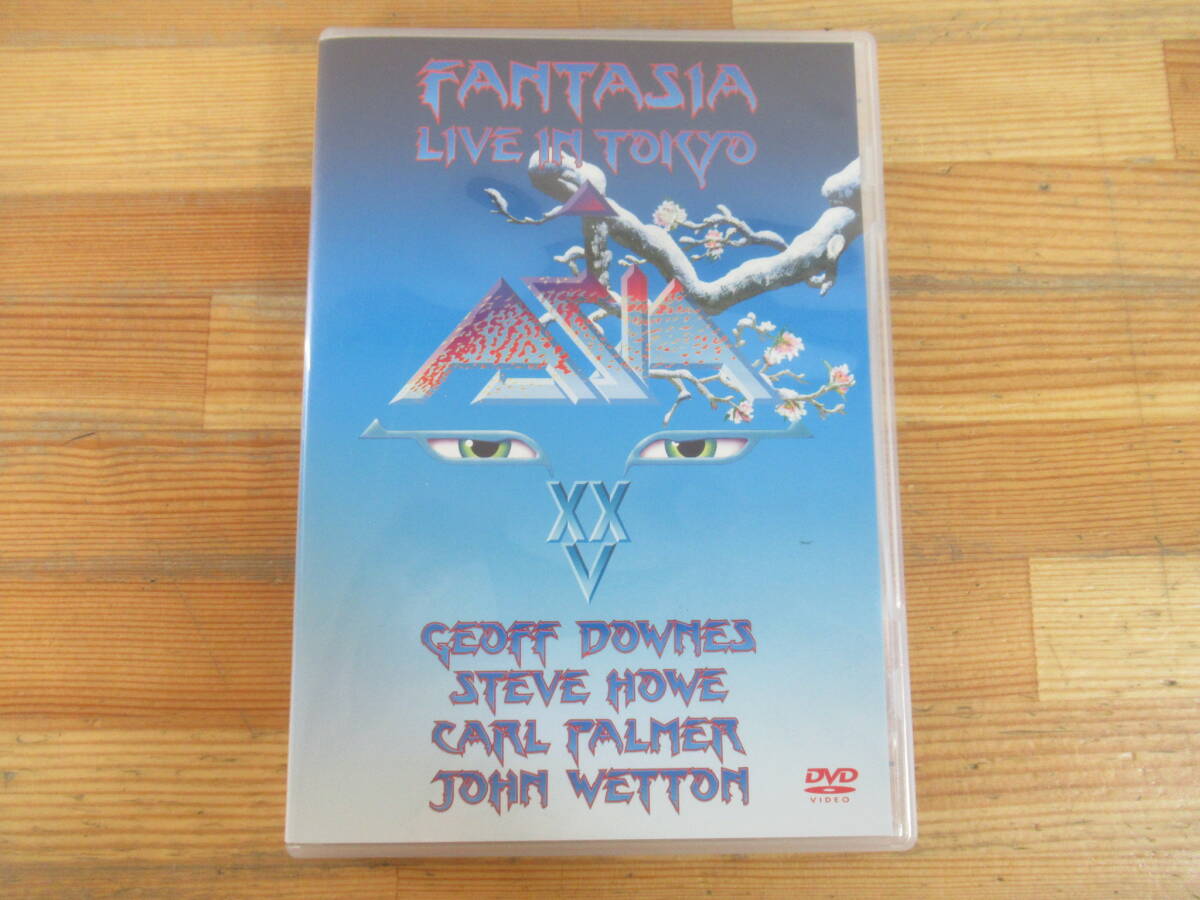 FANTASIA
LIVE IN TOKYO
ASIA
XX
V
GEOFF DOWNES
STEVE HOWE
CARL PALMER
JOHN WETTON
DVD
VIDEO